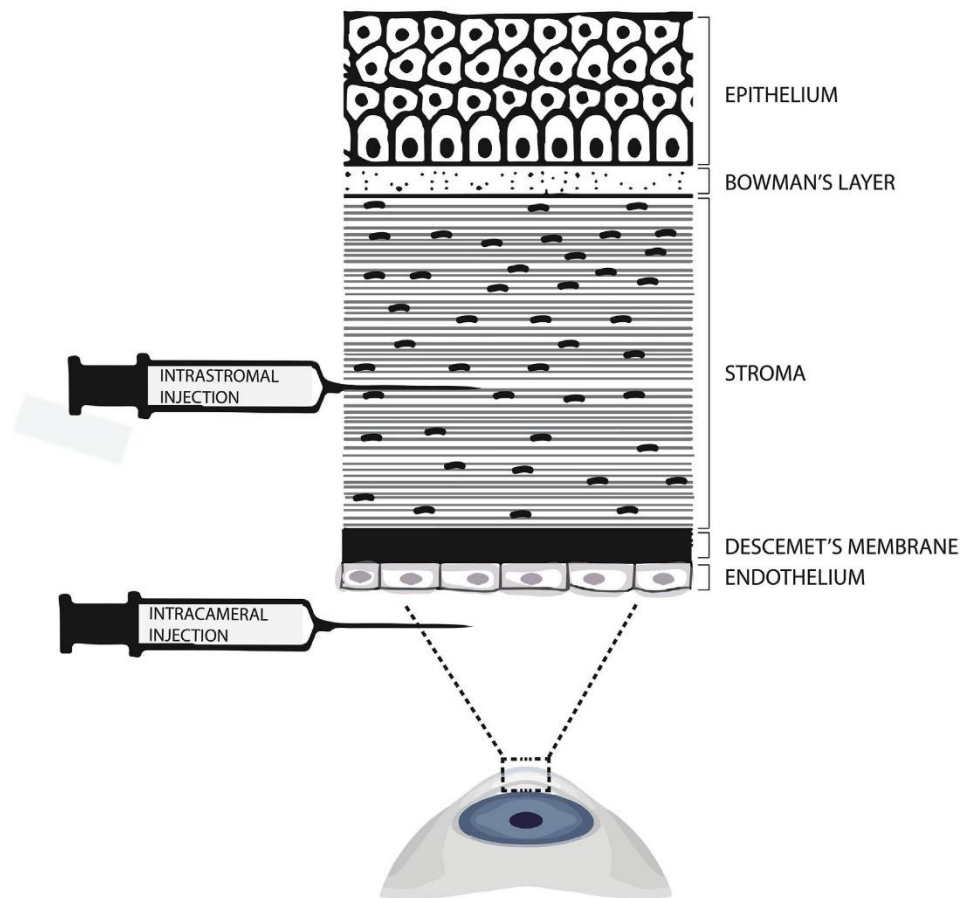 EPITHELIUM
BOWMAN'S LAYER
STROMA
INTRASTROMAL
INJECTION
DESCEMET'S MEMBRANE
ENDOTHELIUM
INTRACAMERAL
INJECTION